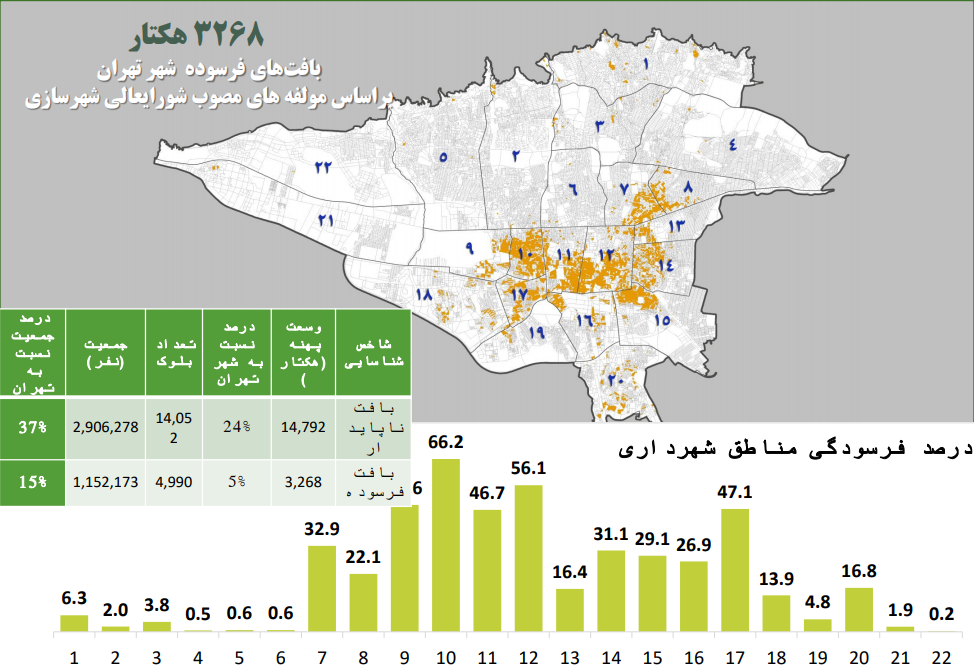 ۳۲۶۸ هکتار
بافت‌های فرسوده شهر تهران
براساس مولفه های مصوب شورایعالی شهرسازی
۱
۳
۴
۲
۵
۲۲
۶
۷
۸
۲۱
۱۳
۹
۱۰
۱۱
۱۲
۱۴
۱۸
۱۷
۱۶
۱۵
۱۹
۲۰
شاخص شناسایی
وسعت پهنه (هکتار)
درصد نسبت به شهر تهران
تعداد بلوک
جمعیت (نفر)
درصد جمعیت نسبت به تهران
بافت ناپایدار
14,792
24%
14,052
2,906,278
37%
بافت فرسوده
3,268
5%
4,990
1,152,173
15%
درصد فرسودگی مناطق شهرداری
6.3 2.0 3.8 0.5 0.6 0.6 32.9 22.1 6 66.2 46.7 56.1 16.4 31.1 29.1 26.9 47.1 13.9 4.8 16.8 1.9 0.2
1 2 3 4 5 6 7 8 9 10 11 12 13 14 15 16 17 18 19 20 21 22